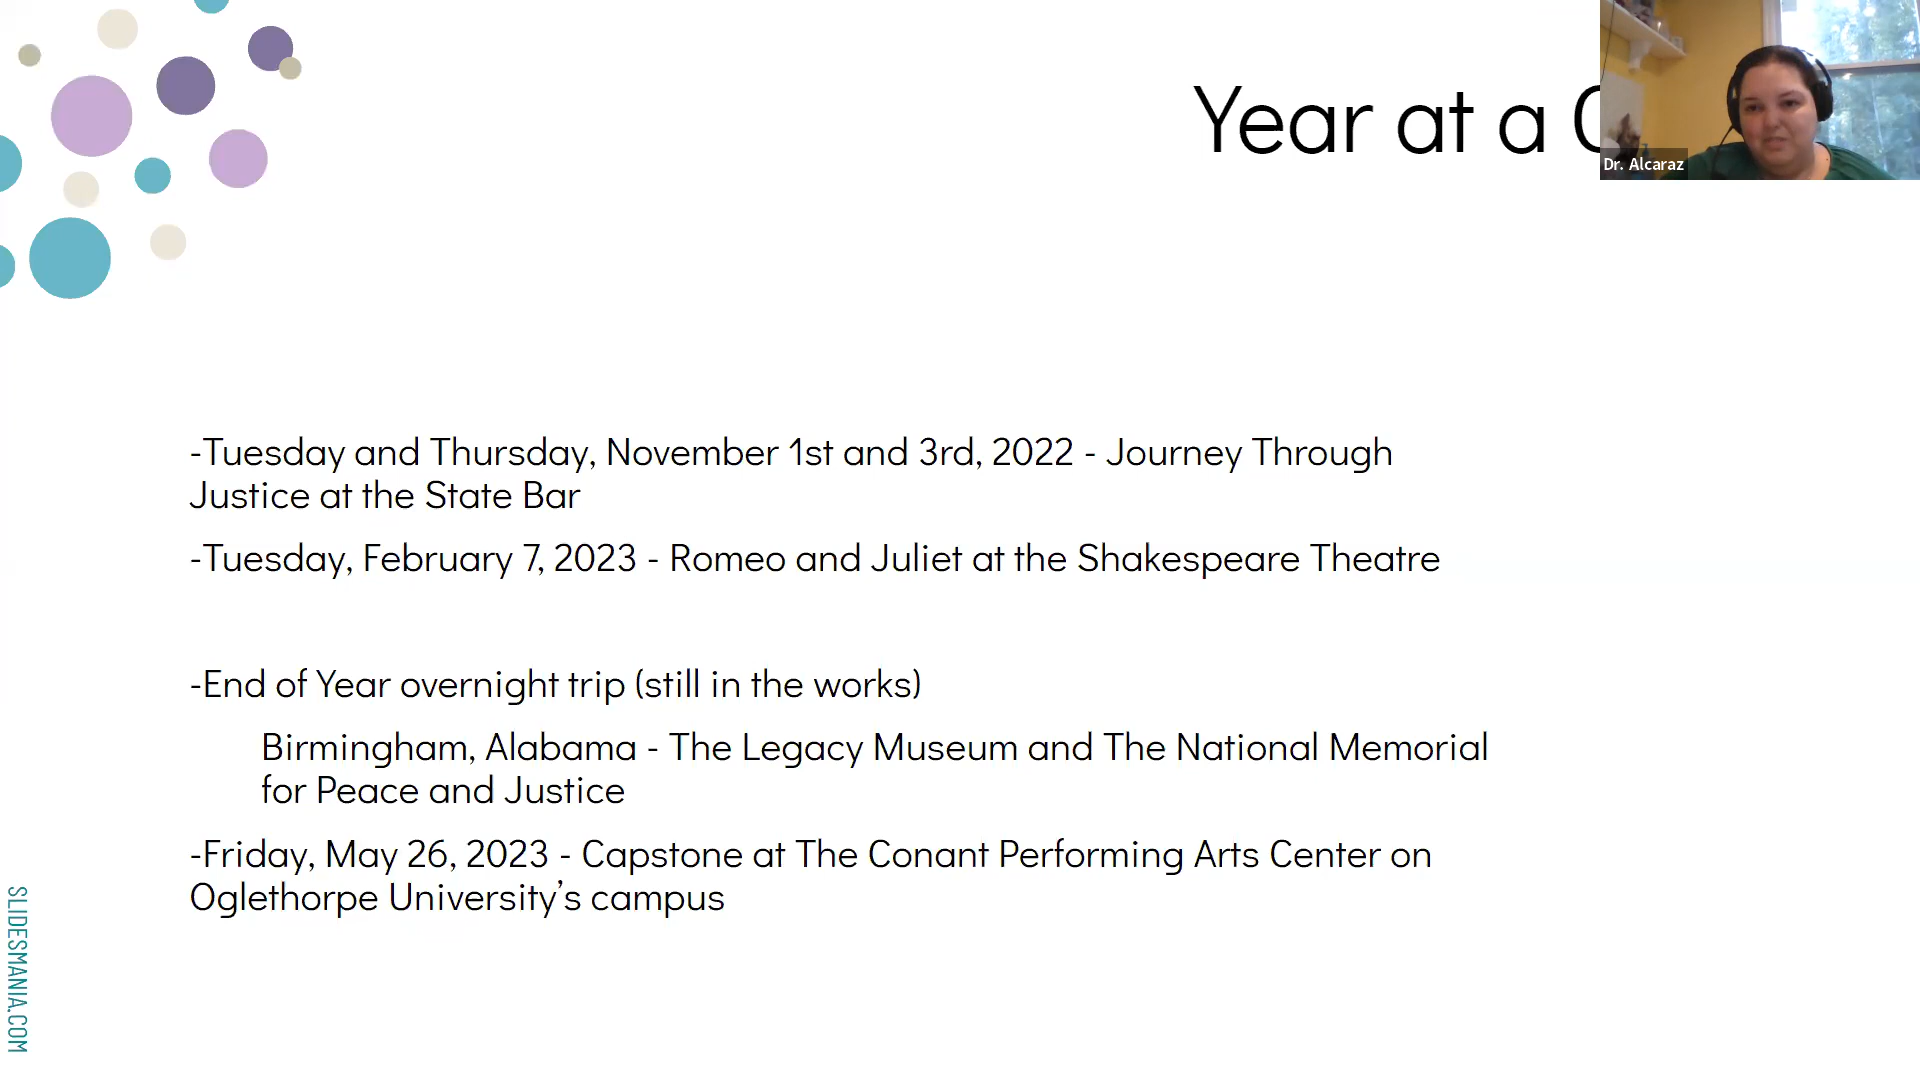 Year at a
Dr. Alcaraz
-Tuesday and Thursday, November 1st and 3rd, 2022 - Journey Through
Justice at the State Bar
-Tuesday, February 7, 2023 - Romeo and Juliet at the Shakespeare Theatre
-End of Year overnight trip (still in the works)
Birmingham, Alabama - The Legacy Museum and The National Memorial
for Peace and Justice
-Friday, May 26, 2023 - Capstone at The Conant Performing Arts Center on
Oglethorpe University’s campus
SLIDESMANIA.COM